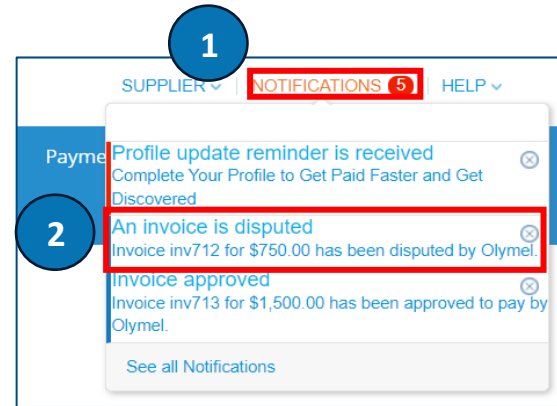 1
SUPPLIER NOTIFICATIONS 5 HELP
Payme
Profile update reminder is received
Complete Your Profile to Get Paid Faster and Get
Discovered
2
An invoice is disputed
Invoice inv712 for $750.00 has been disputed by Olymel.
Invoice approved
Invoice inv713 for $1,500.00 has been approved to pay by
Olymel.
See all Notifications